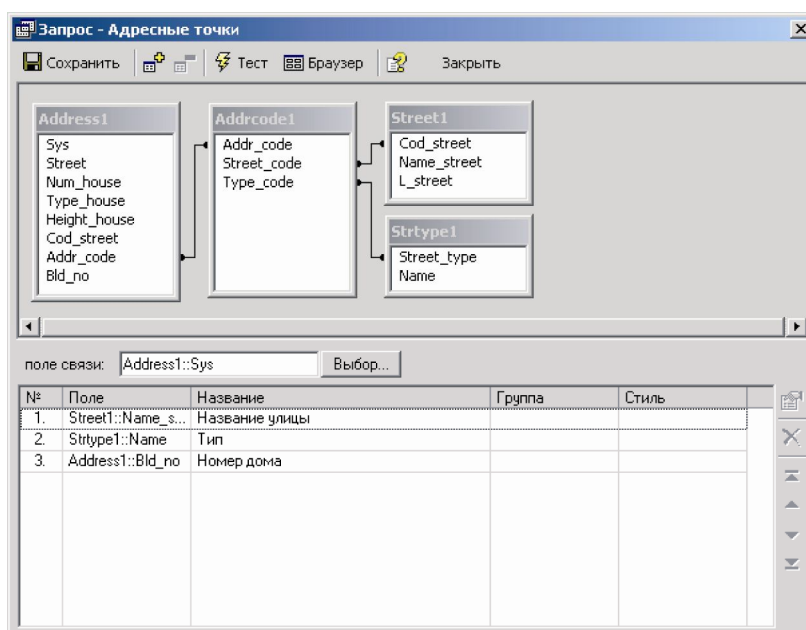 Запрос - Адресные точки
Сохранить Тест Браузер Закрыть
Address1
Sys
Street
Num_house
Type_house
Height_house
Cod_street
Addr_code
Bld_no
Addrcode1
Addr_code
Street_code
Type_code
Street1
Cod_street
Name_street
L_street
Strtype1
Street_type
Name
поле связи: Address1::Sys Выбор...
№ Поле Название Группа Стиль
1. Street1::Name_s... Название улицы
2. Strtype1::Name Тип
3. Address1::Bld_no Номер дома